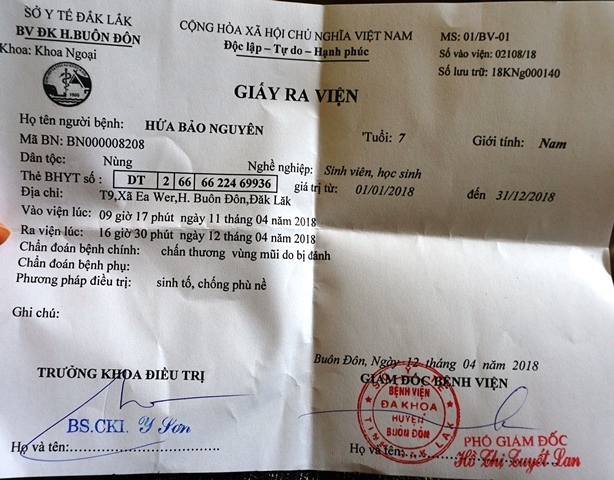 SỞ Y TẾ ĐĂK LĂK
BV ĐK H.BUÔN ĐÔN
Khoa: Khoa Ngoại
CỘNG HÒA XÃ HỘI CHỦ NGHĨA VIỆT NAM
Độc lập – Tự do – Hạnh phúc
MS: 01/BV-01
Số vào viện: 02108/18
Số lưu trữ: 18KNg000140
GIẤY RA VIỆN
Họ tên người bệnh: HỨA BẢO NGUYÊN 'Tuổi: 7 Giới tính: Nam
Mã BN: BN000008208
Dân tộc: Nùng Nghề nghiệp: Sinh viên, học sinh
Thẻ BHYT số : DT 2 66 66 224 69936 giá trị từ: 01/01/2018 đến 31/12/2018
Địa chỉ: T9,Xã Ea Wer,H. Buôn Đôn,Đăk Lăk
Vào viện lúc: 09 giờ 17 phút ngày 11 tháng 04 năm 2018
Ra viện lúc: 16 giờ 30 phút ngày 12 tháng 04 năm 2018
Chẩn đoán bệnh chính: chấn thương vùng mũi do bị đánh
Chẩn đoán bệnh phụ:
Phương pháp điều trị: sinh tố, chống phù nề
Ghi chú:
Buôn Đôn, Ngày 12 tháng 04 năm 2018
TRƯỞNG KHOA ĐIỀU TRỊ
GIÁM ĐỐC BỆNH VIỆN
BỆNH VIỆN
ĐA KHOA
HUYỆN
BUÔN ĐÔN
BS.CKI. Y Sơn
Họ và tên:
PHÓ GIÁM ĐỐC
Họ và tên: Hồ Thị Tuyết Lan